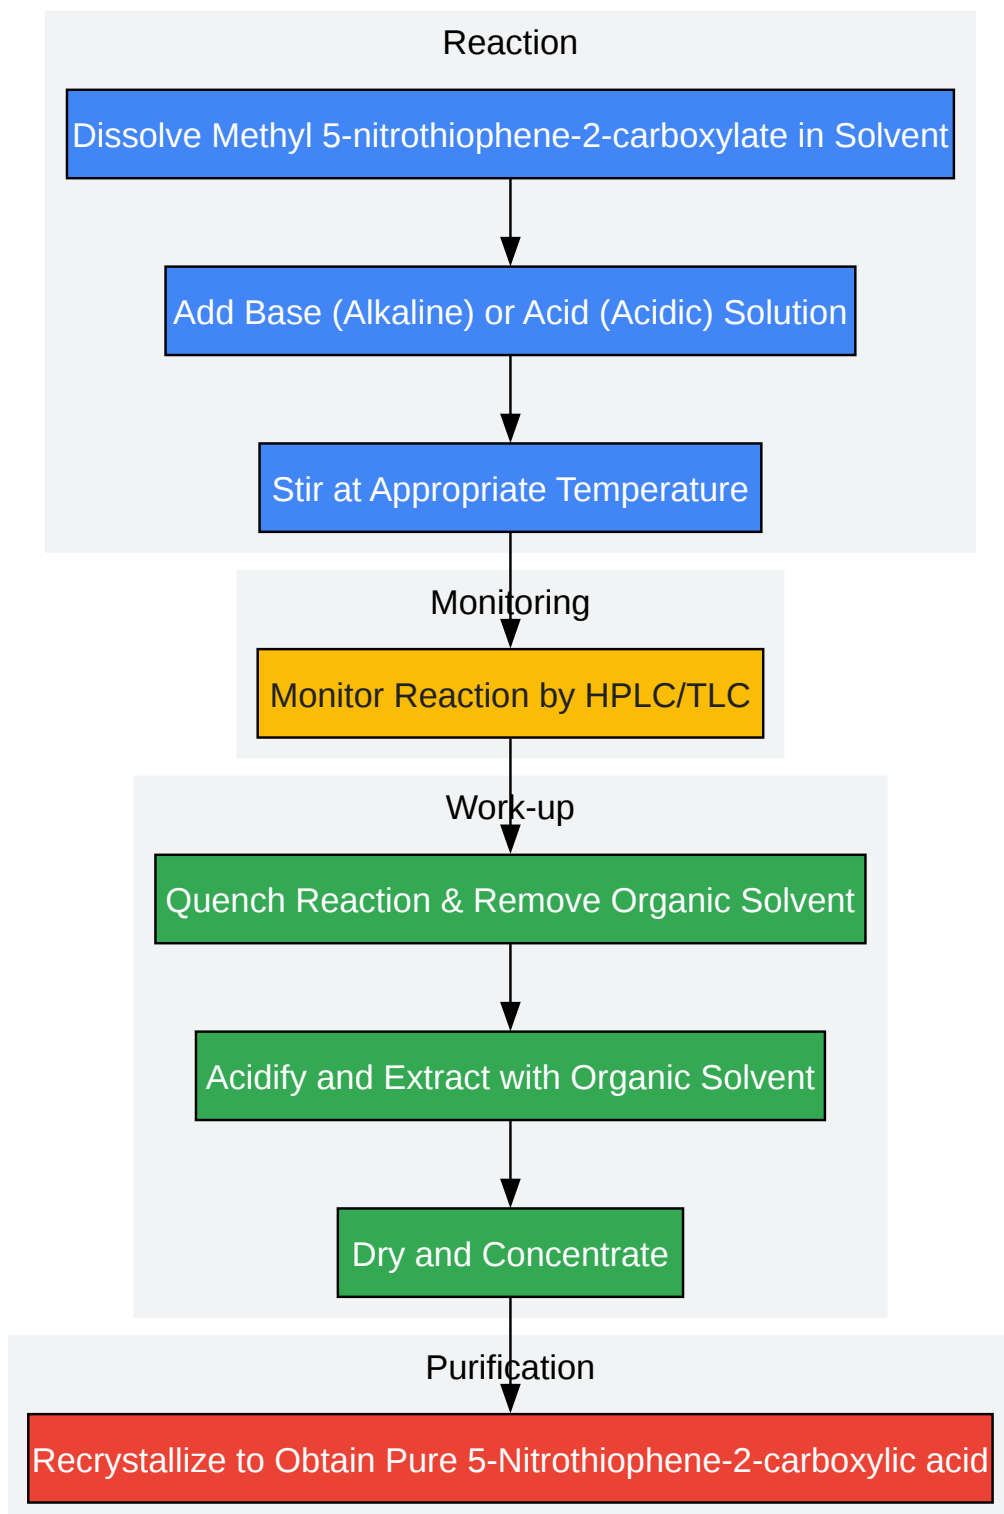 Reaction
Dissolve Methyl 5-nitrothiophene-2-carboxylate in Solvent
Add Base (Alkaline) or Acid (Acidic) Solution
Stir at Appropriate Temperature
Monitoring
Monitor Reaction by HPLC/TLC
Work-up
Quench Reaction & Remove Organic Solvent
Acidify and Extract with Organic Solvent
Dry and Concentrate
Purification
Recrystallize to Obtain Pure 5-Nitrothiophene-2-carboxylic acid